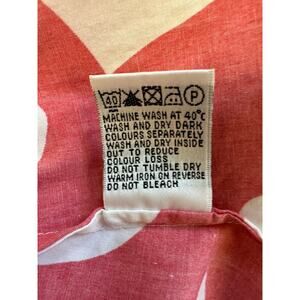 40 P
MACHINE WASH AT 40°C
WASH AND DRY DARK
COLOURS SEPARATELY
WASH AND DRY INSIDE
OUT TO REDUCE
COLOUR LOSS
DO NOT TUMBLE DRY
WARM IRON ON REVERSE
DO NOT BLEACH